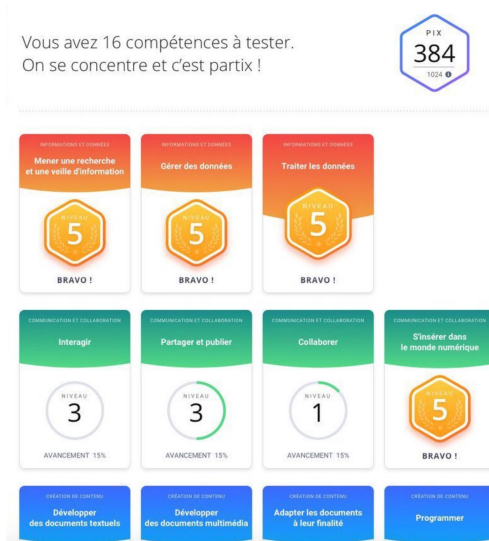 Vous avez 16 compétences à tester.
On se concentre et c'est partix !
PIX
384
1024
INFORMATIONS ET DONNÉES
Mener une recherche
et une veille d'information
NIVEAU
5
BRAVO !
INFORMATIONS ET DONNÉES
Gérer des données
NIVEAU
5
BRAVO !
INFORMATIONS ET DONNÉES
Traiter les données
NIVEAU
5
BRAVO !
COMMUNICATION ET COLLABORATION
Interagir
NIVEAU
3
AVANCEMENT 15%
COMMUNICATION ET COLLABORATION
Partager et publier
NIVEAU
3
AVANCEMENT 15%
COMMUNICATION ET COLLABORATION
Collaborer
NIVEAU
1
AVANCEMENT 15%
COMMUNICATION ET COLLABORATION
S'insérer dans
le monde numérique
NIVEAU
5
BRAVO !
CRÉATION DE CONTENU
Développer
des documents textuels
CRÉATION DE CONTENU
Développer
des documents multimédia
CRÉATION DE CONTENU
Adapter les documents
à leur finalité
CRÉATION DE CONTENU
Programmer